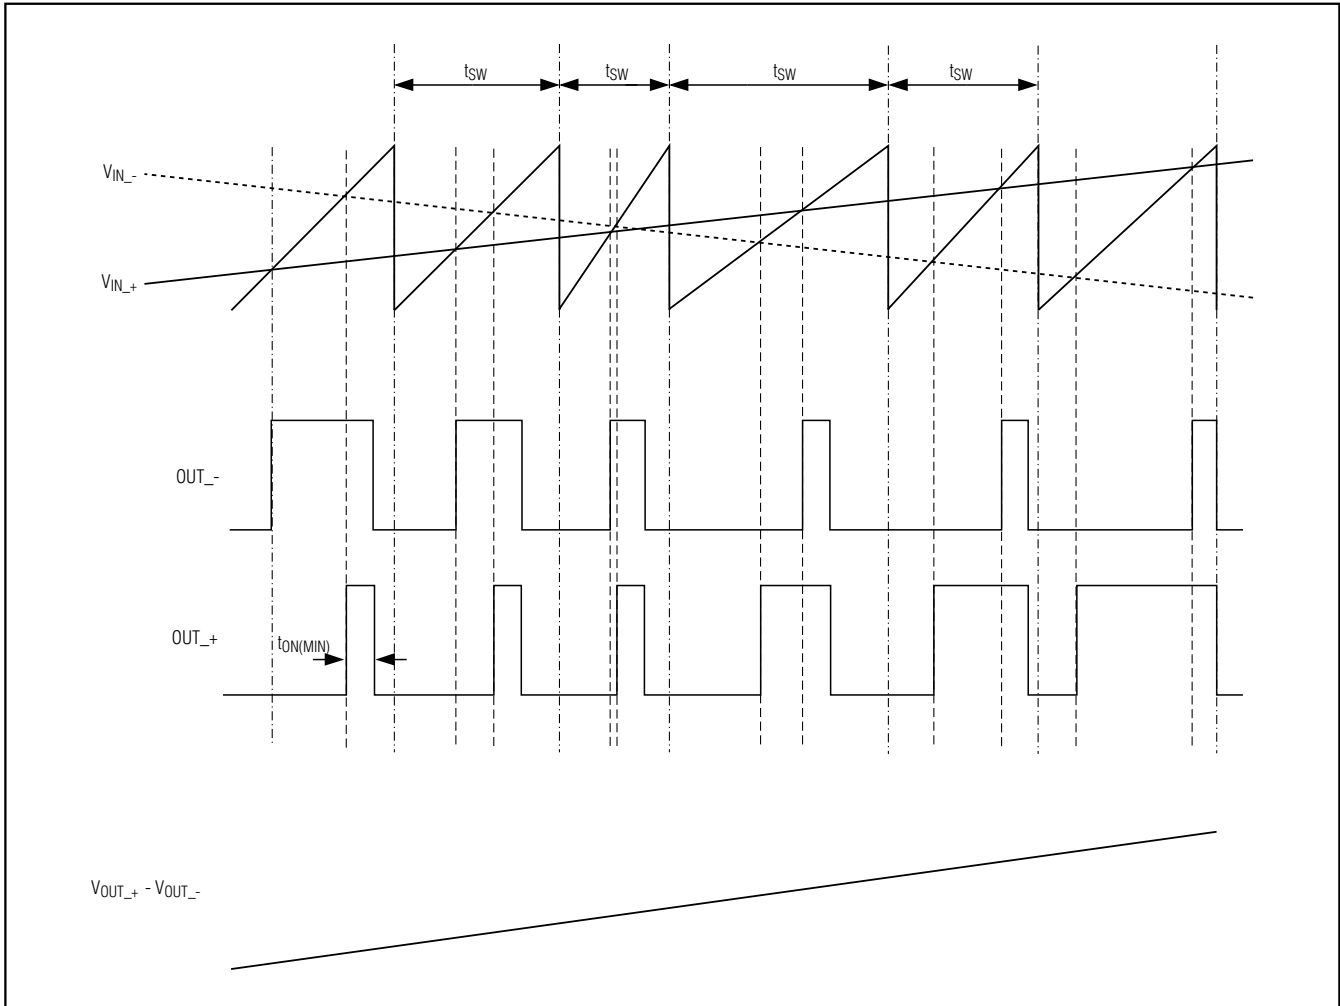 tSW
tSW
tSW
tSW
VIN_-
VIN_+
OUT_-
OUT_+
tON(MIN)
VOUT_+ - VOUT_-